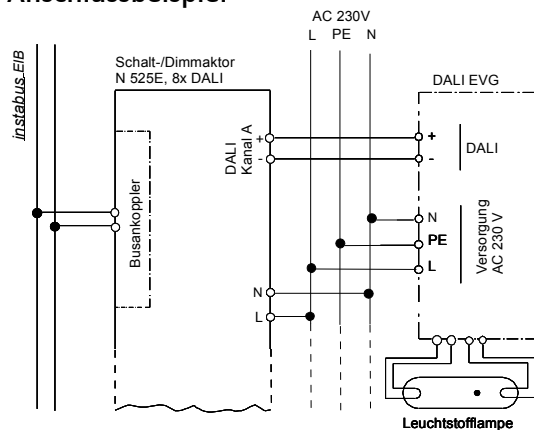 Anschlussbeispiel
AC 230V
L PE N
instabus EIB
Schalt-/Dimmaktor
N 525E, 8x DALI
DALI EVG
DALI
Kanal A
+
-
+
-
DALI
Busankoppler
N
PE
L
Versorgung
AC 230 V
N
L
Leuchtstofflampe